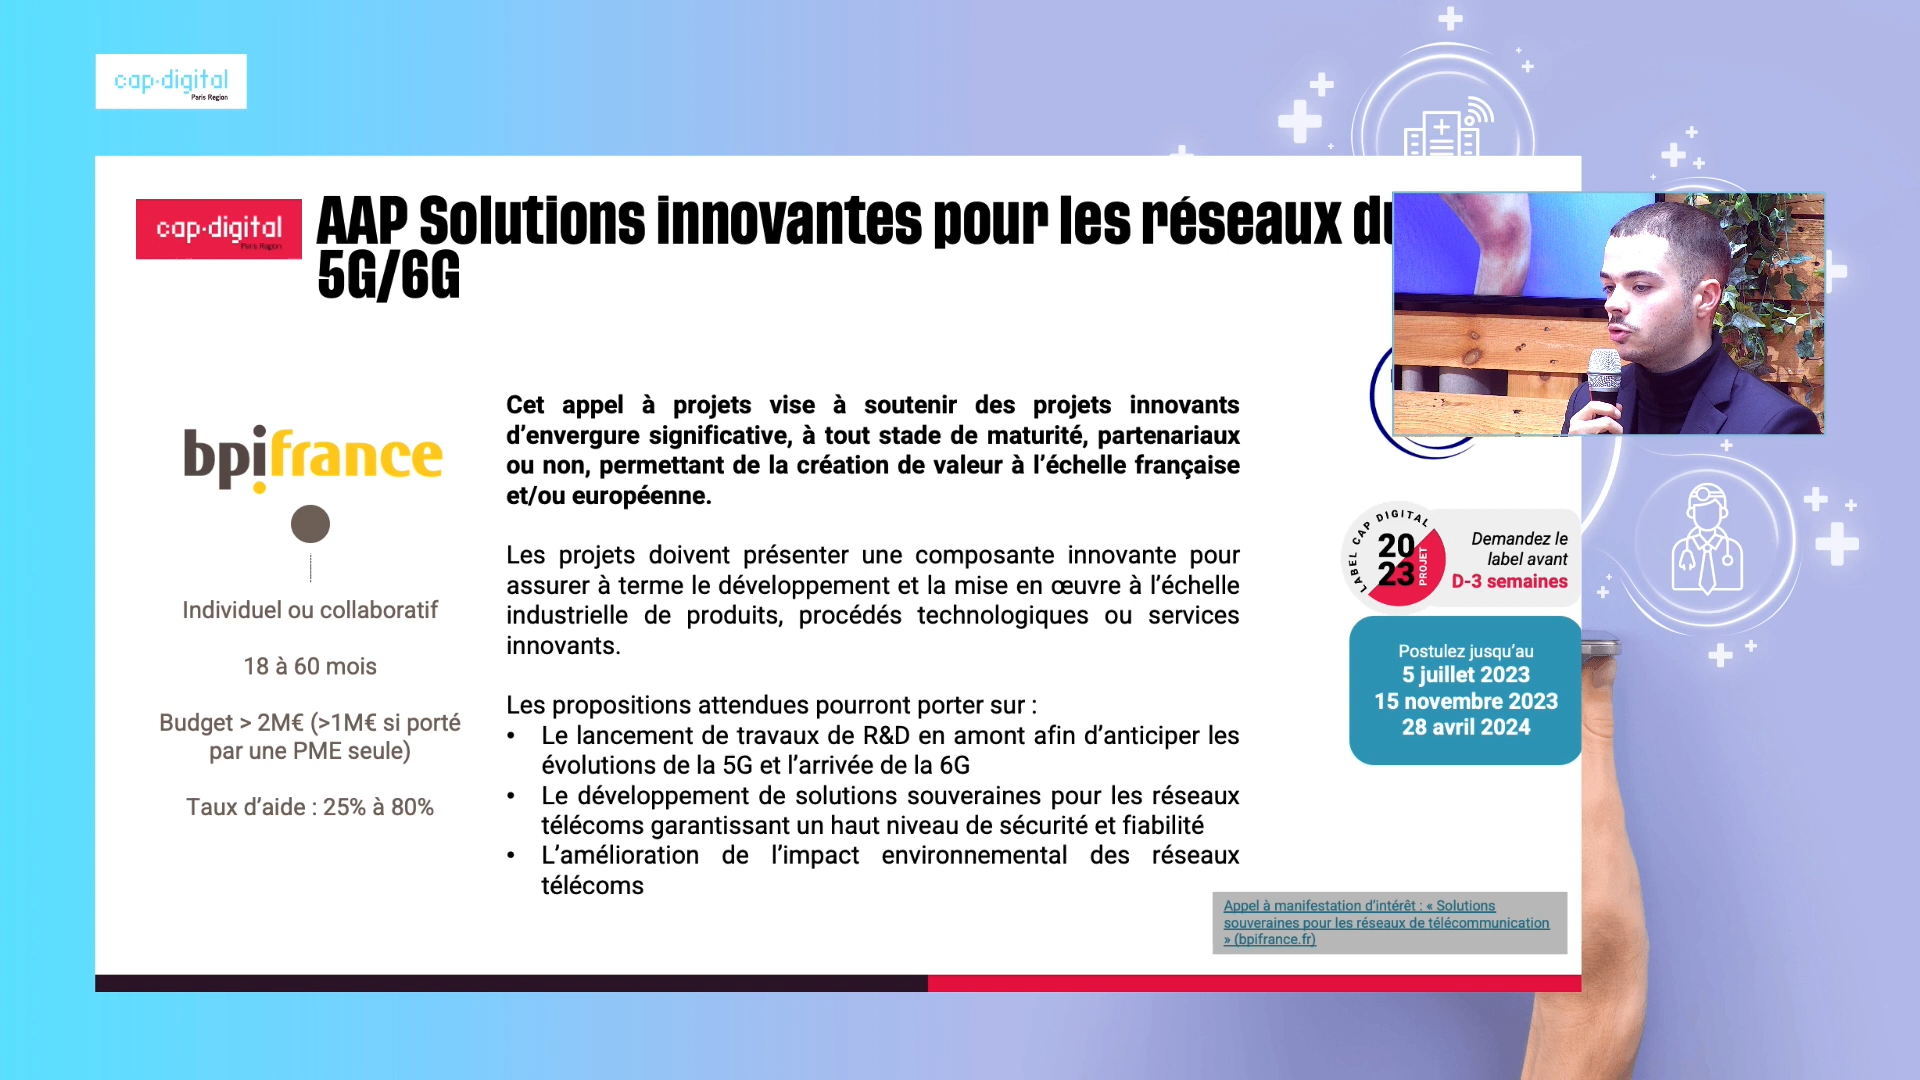 cap·digital
Paris Region
cap·digital
Paris Region
AAP Solutions innovantes pour les réseaux du
5G/6G
bpifrance
Individuel ou collaboratif
18 à 60 mois
Budget > 2M€ (>1M€ si porté
par une PME seule)
Taux d’aide : 25% à 80%
Cet appel à projets vise à soutenir des projets innovants
d’envergure significative, à tout stade de maturité, partenariaux
ou non, permettant de la création de valeur à l’échelle française
et/ou européenne.
Les projets doivent présenter une composante innovante pour
assurer à terme le développement et la mise en œuvre à l’échelle
industrielle de produits, procédés technologiques ou services
innovants.
Les propositions attendues pourront porter sur :
• Le lancement de travaux de R&D en amont afin d’anticiper les
évolutions de la 5G et l’arrivée de la 6G
• Le développement de solutions souveraines pour les réseaux
télécoms garantissant un haut niveau de sécurité et fiabilité
• L’amélioration de l’impact environnemental des réseaux
télécoms
LABEL CAP DIGITAL
20
23
PROJET
Demandez le
label avant
D-3 semaines
Postulez jusqu’au
5 juillet 2023
15 novembre 2023
28 avril 2024
Appel à manifestation d’intérêt : « Solutions
souveraines pour les réseaux de télécommunication
» (bpifrance.fr)